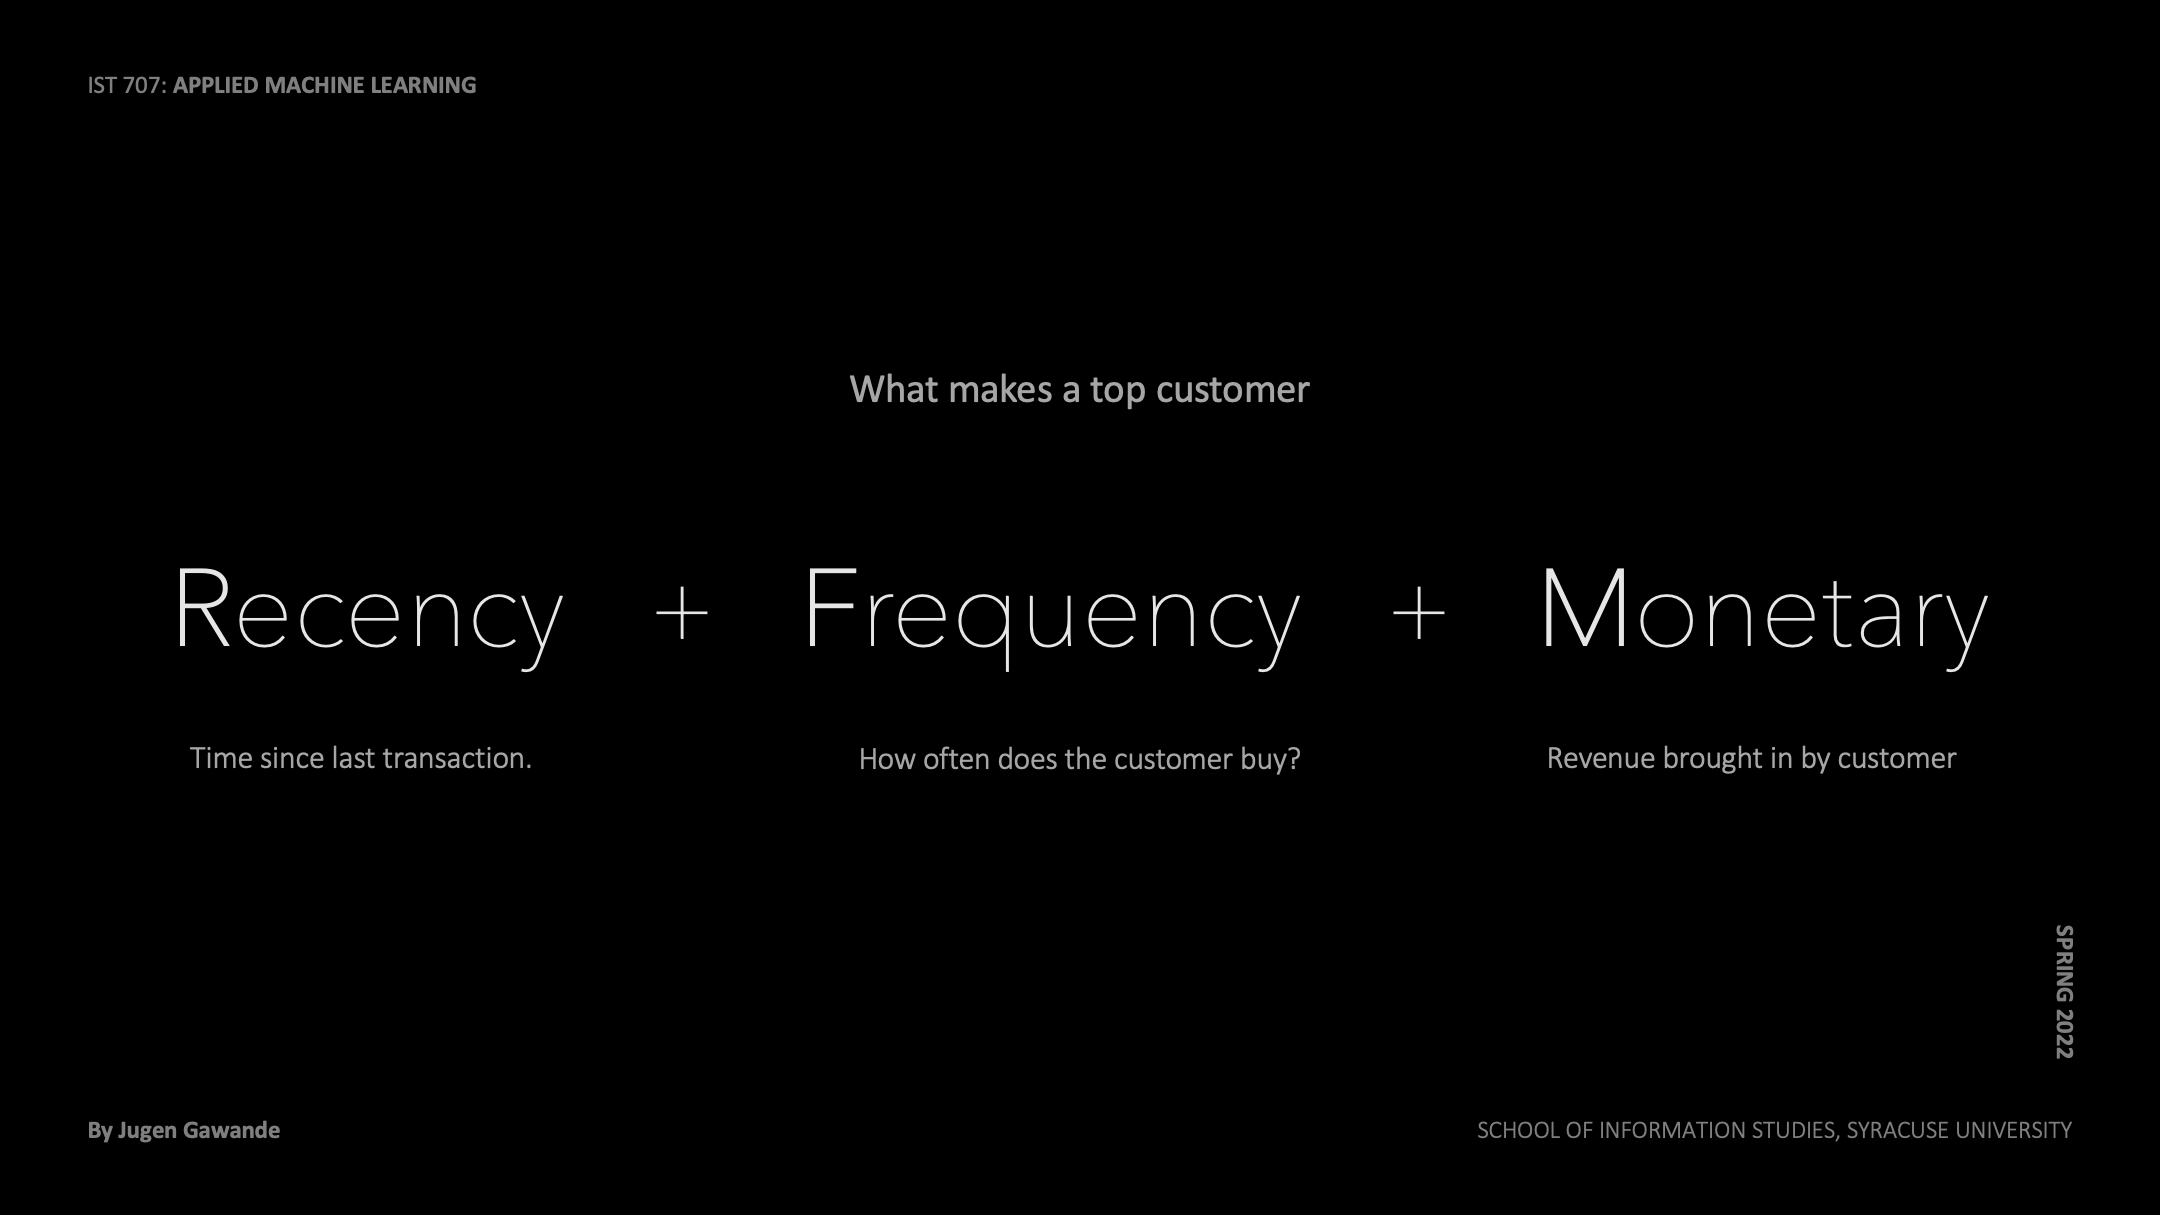 IST 707: APPLIED MACHINE LEARNING
What makes a top customer
Recency + Frequency + Monetary
Time since last transaction.
How often does the customer buy?
Revenue brought in by customer
SPRING 2022
By Jugen Gawande
SCHOOL OF INFORMATION STUDIES, SYRACUSE UNIVERSITY